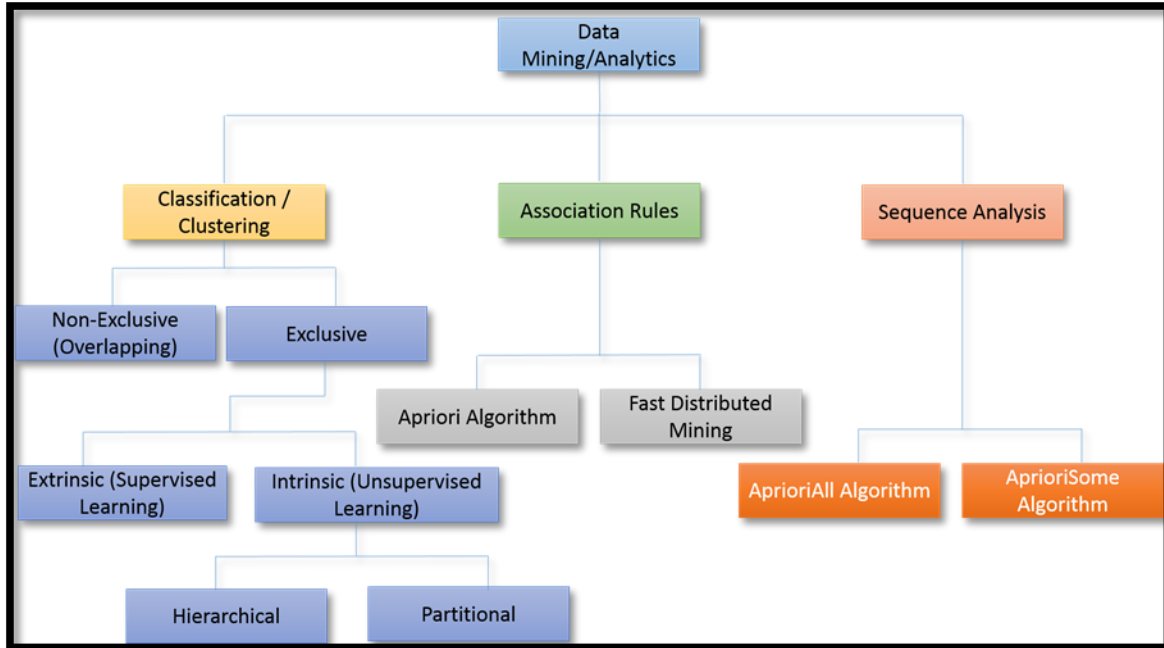 Data
Mining/Analytics
Classification /
Clustering
Association Rules
Sequence Analysis
Non-Exclusive
(Overlapping)
Exclusive
Apriori Algorithm
Fast Distributed
Mining
Extrinsic (Supervised
Learning)
Intrinsic (Unsupervised
Learning)
AprioriAll Algorithm
AprioriSome
Algorithm
Hierarchical
Partitional